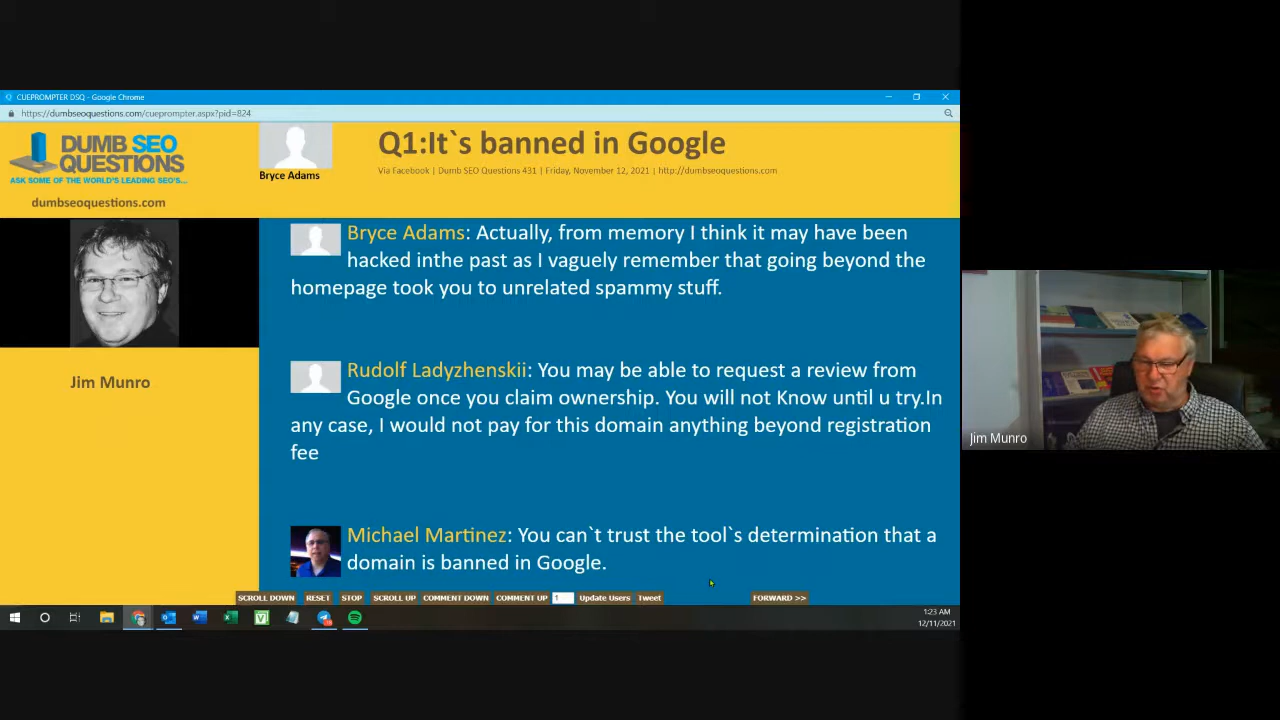 CUEPROMPTER DSQ - Google Chrome
https://dumbseoquestions.com/cueprompter.aspx?pid=824
DUMB SEO
QUESTIONS
ASK SOME OF THE WORLD'S LEADING SEO'S...
dumbseoquestions.com
Bryce Adams
Q1:It`s banned in Google
Via Facebook | Dumb SEO Questions 431 | Friday, November 12, 2021 | http://dumbseoquestions.com
Jim Munro
Bryce Adams: Actually, from memory I think it may have been
hacked inthe past as I vaguely remember that going beyond the
homepage took you to unrelated spammy stuff.
Rudolf Ladyzhenskii: You may be able to request a review from
Google once you claim ownership. You will not Know until u try.In
any case, I would not pay for this domain anything beyond registration
fee
Michael Martinez: You can`t trust the tool`s determination that a
domain is banned in Google.
SCROLL DOWN RESET STOP SCROLL UP COMMENT DOWN COMMENT UP 1 Update Users Tweet FORWARD >>
1:23 AM
12/11/2021
Jim Munro